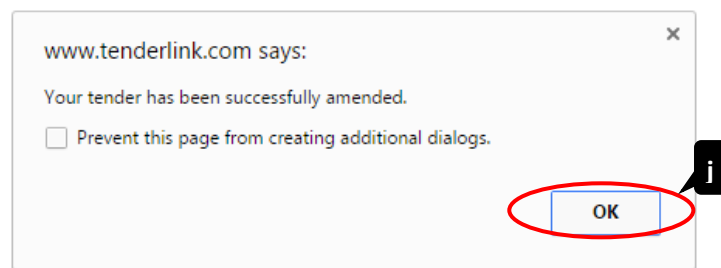 www.tenderlink.com says:
Your tender has been successfully amended.
Prevent this page from creating additional dialogs.
j
OK